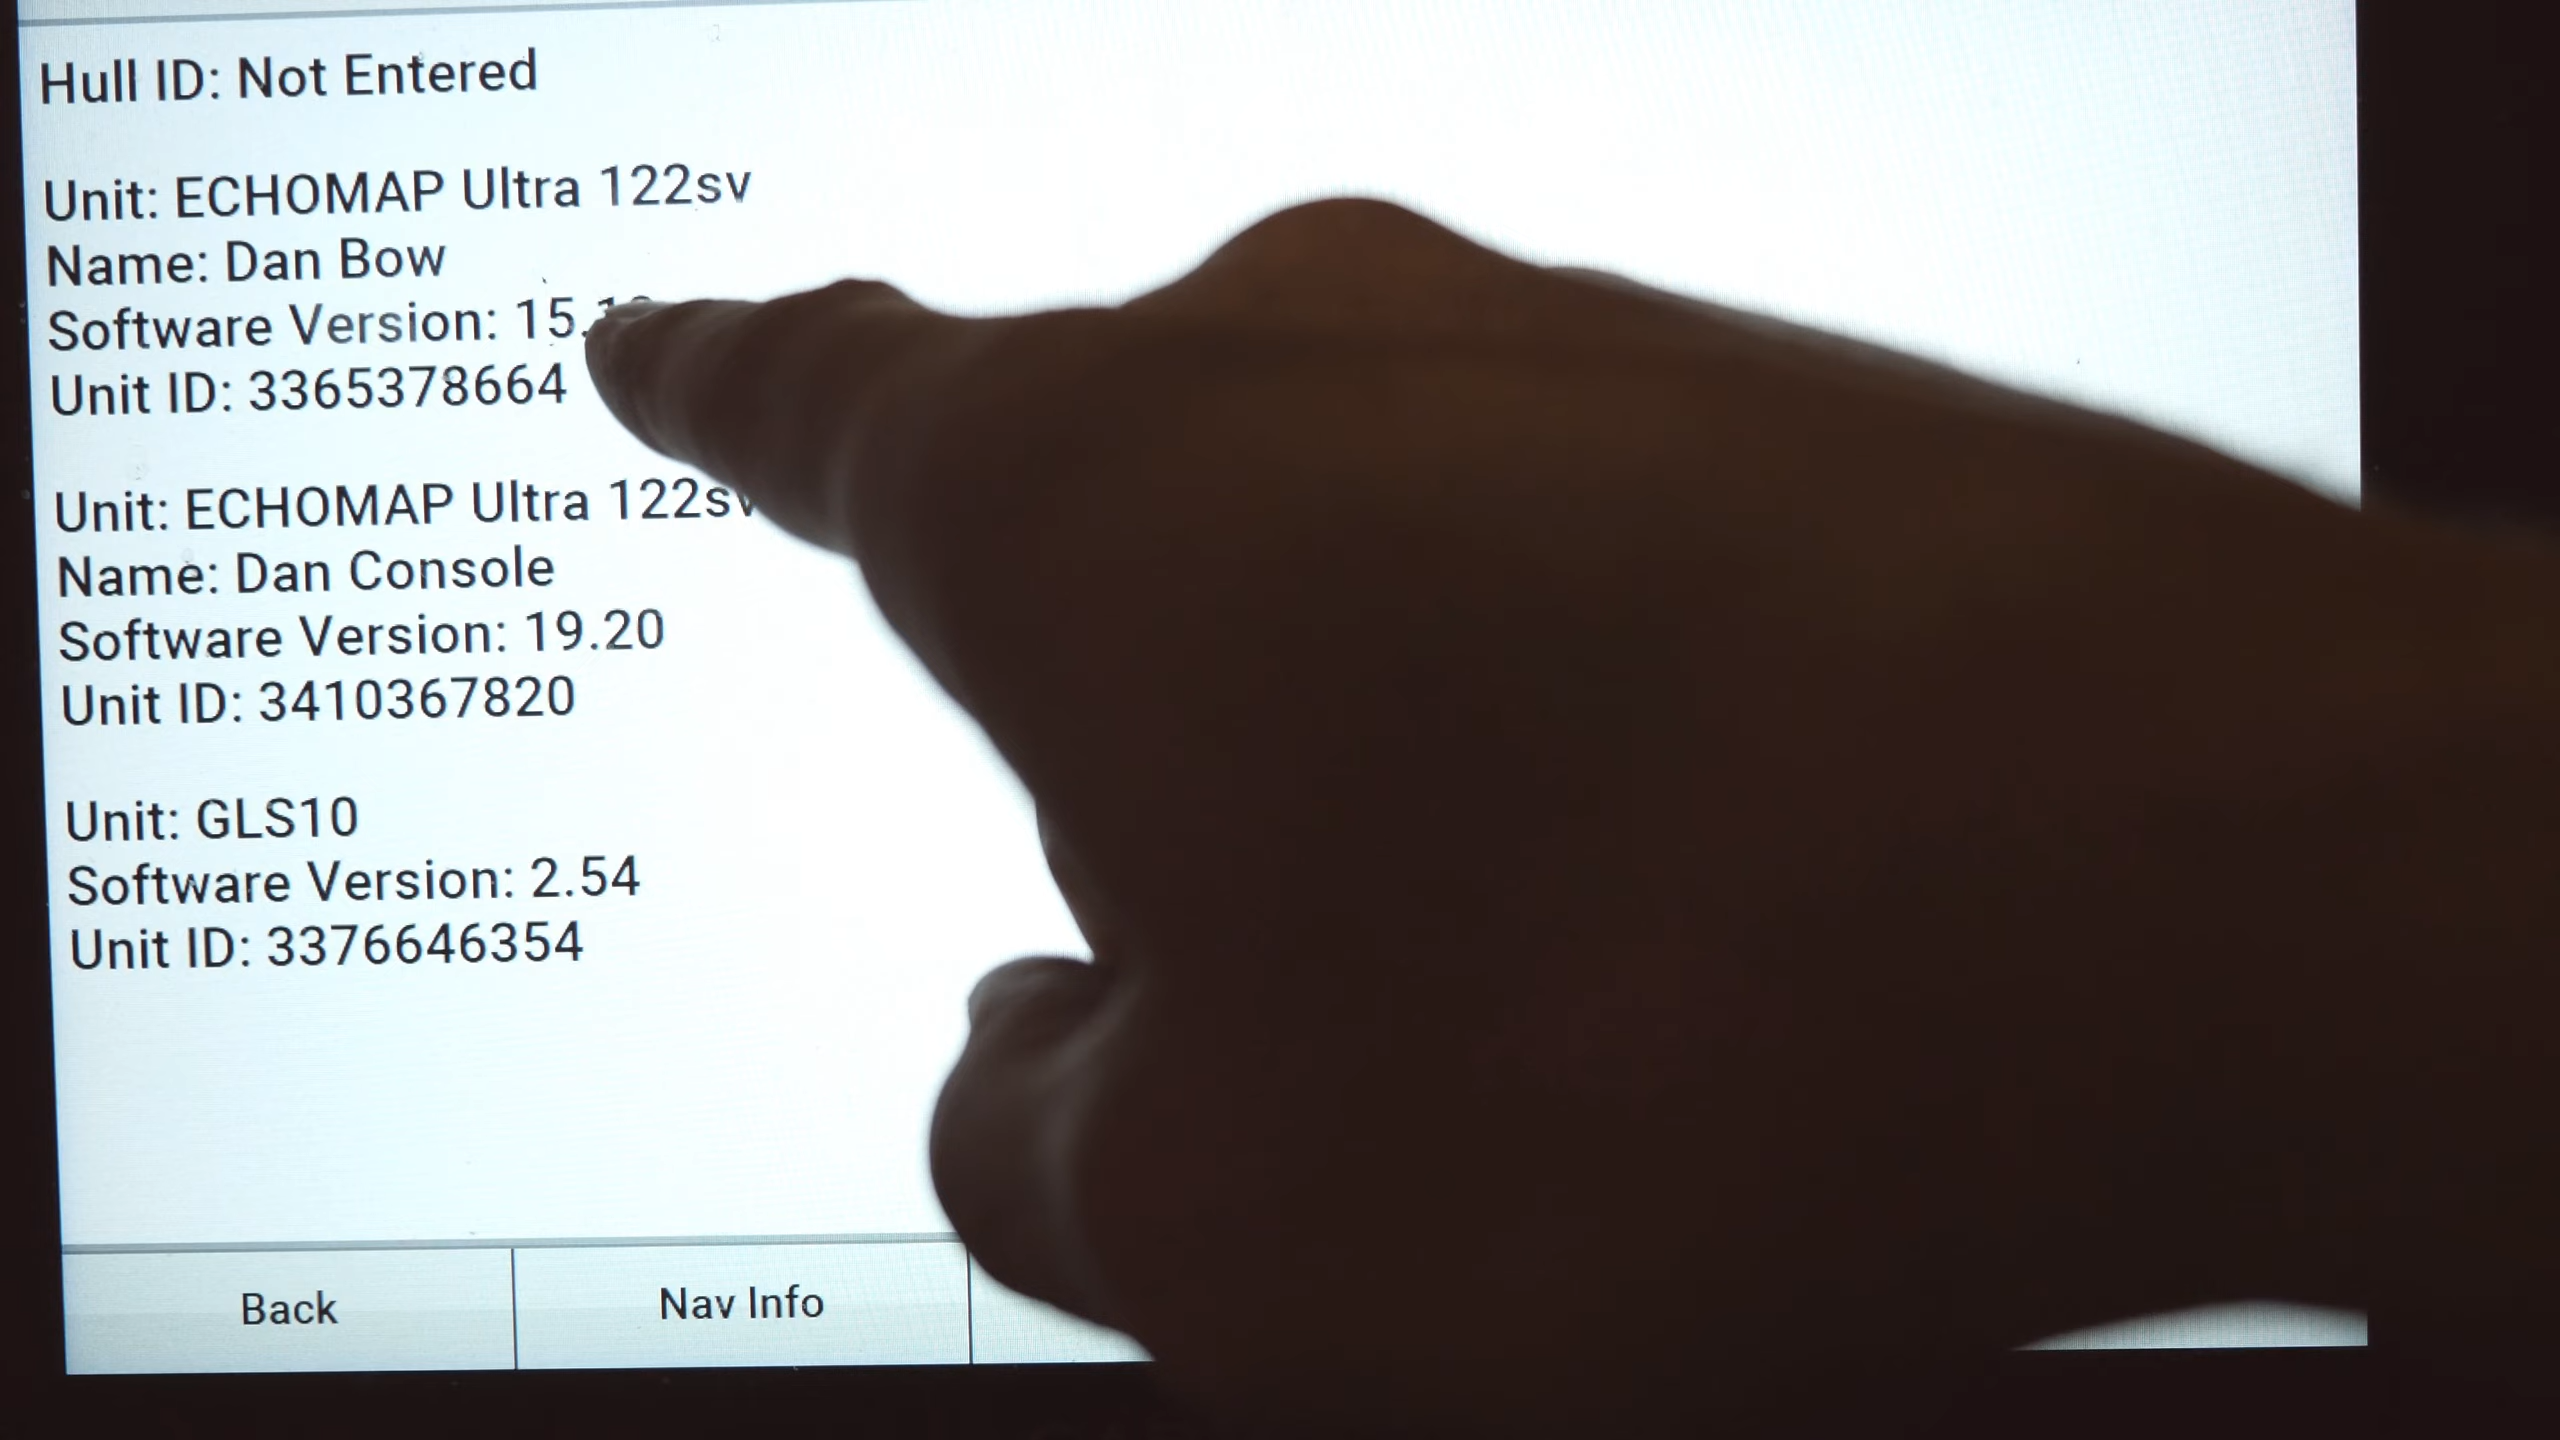 Hull ID: Not Entered
Unit: ECHOMAP Ultra 122sv
Name: Dan Bow
Software Version:
Unit ID: 3365378664
Unit: ECHOMAP Ultra 122sv
Name: Dan Console
Software Version: 19.20
Unit ID: 3410367820
Unit: GLS10
Software Version: 2.54
Unit ID: 3376646354
Back
Nav Info